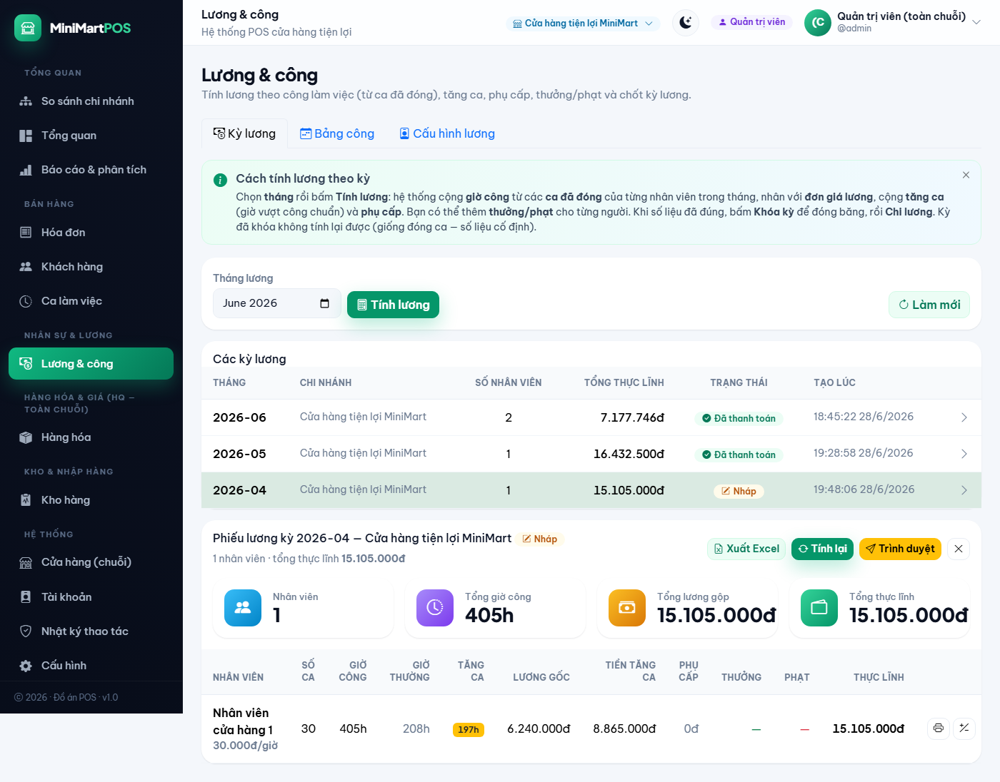 MiniMartPOS
TỔNG QUAN
So sánh chi nhánh
Tổng quan
Báo cáo & phân tích
BÁN HÀNG
Hóa đơn
Khách hàng
Ca làm việc
NHÂN SỰ & LƯƠNG
Lương & công
HÀNG HÓA & GIÁ (HQ —
TOÀN CHUỖI)
Hàng hóa
KHO & NHẬP HÀNG
Kho hàng
HỆ THỐNG
Cửa hàng (chuỗi)
Tài khoản
Nhật ký thao tác
Cấu hình
© 2026 · Đồ án POS · v1.0
Lương & công
Hệ thống POS cửa hàng tiện lợi
Cửa hàng tiện lợi MiniMart
Quản trị viên
(C
Quản trị viên (toàn chuỗi)
@admin
Lương & công
Tính lương theo công làm việc (từ ca đã đóng), tăng ca, phụ cấp, thưởng/phạt và chốt kỳ lương.
Kỳ lương
Bảng công
Cấu hình lương
Cách tính lương theo kỳ
Chọn tháng rồi bấm Tính lương: hệ thống cộng giờ công từ các ca đã đóng của từng nhân viên trong tháng, nhân với đơn giá lương, cộng tăng ca
(giờ vượt công chuẩn) và phụ cấp. Bạn có thể thêm thưởng/phạt cho từng người. Khi số liệu đã đúng, bấm Khóa kỳ để đóng băng, rồi Chi lương. Kỳ
đã khóa không tính lại được (giống đóng ca — số liệu cố định).
Tháng lương
June 2026
Tính lương
Làm mới
Các kỳ lương
THÁNG CHI NHÁNH SỐ NHÂN VIÊN TỔNG THỰC LĨNH TRẠNG THÁI TẠO LÚC
2026-06 Cửa hàng tiện lợi MiniMart 2 7.177.746đ Đã thanh toán 18:45:22 28/6/2026
2026-05 Cửa hàng tiện lợi MiniMart 1 16.432.500đ Đã thanh toán 19:28:58 28/6/2026
2026-04 Cửa hàng tiện lợi MiniMart 1 15.105.000đ Nháp 19:48:06 28/6/2026
Phiếu lương kỳ 2026-04 — Cửa hàng tiện lợi MiniMart Nháp
1 nhân viên · tổng thực lĩnh 15.105.000đ
Xuất Excel
Tính lại
Trình duyệt
Nhân viên
1
Tổng giờ công
405h
Tổng lương gộp
15.105.000đ
Tổng thực lĩnh
15.105.000đ
NHÂN VIÊN SỐ CA GIỜ CÔNG GIỜ THƯỜNG TĂNG CA LƯƠNG GỐC TIỀN TĂNG CA PHỤ CẤP THƯỞNG PHẠT THỰC LĨNH
Nhân viên
cửa hàng 1
30.000đ/giờ
30 405h 208h 197h 6.240.000đ 8.865.000đ 0đ — — 15.105.000đ